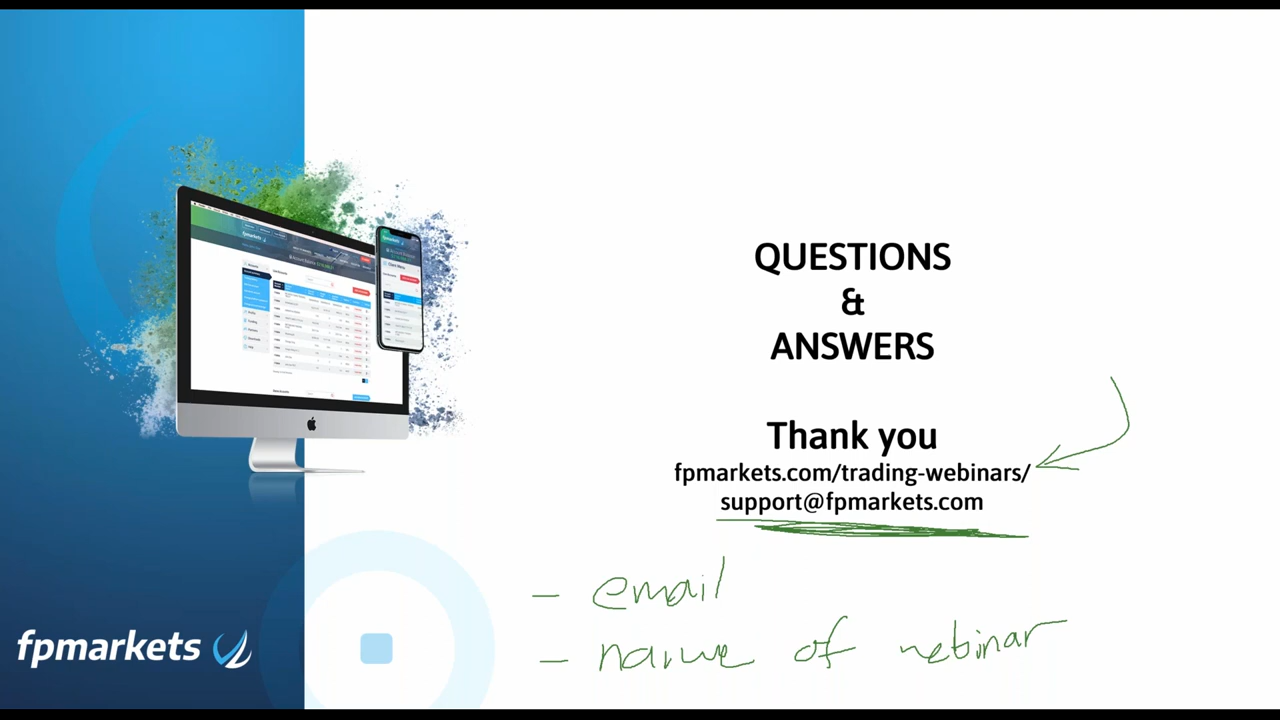 QUESTIONS
&
ANSWERS
Thank you
fpmarkets.com/trading-webinars/
support@fpmarkets.com
- email
- name of webinar
fpmarkets